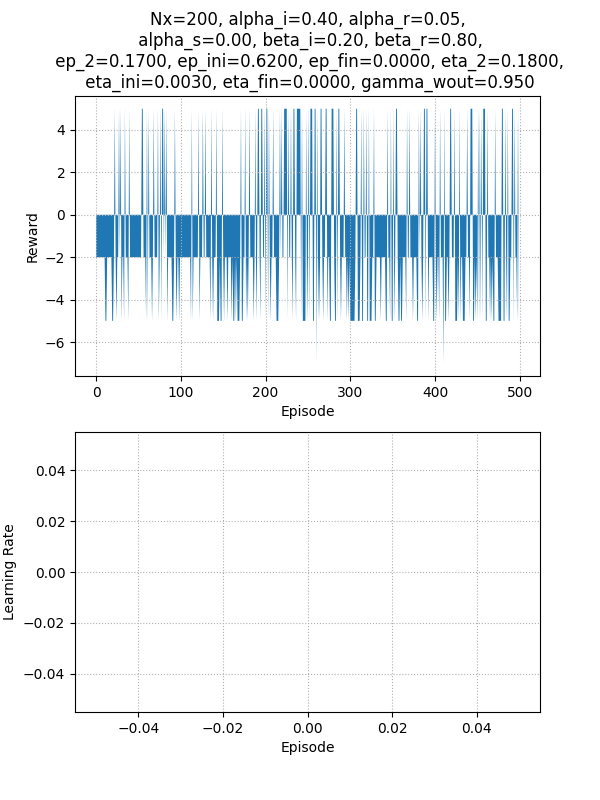 Nx=200, alpha_i=0.40, alpha_r=0.05,
alpha_s=0.00, beta_i=0.20, beta_r=0.80,
ep_2=0.1700, ep_ini=0.6200, ep_fin=0.0000, eta_2=0.1800,
eta_ini=0.0030, eta_fin=0.0000, gamma_wout=0.950
4
2
0
−2
−4
−6
Reward
0 100 200 300 400 500
Episode
0.04
0.02
0.00
−0.02
−0.04
Learning Rate
−0.04 −0.02 0.00 0.02 0.04
Episode